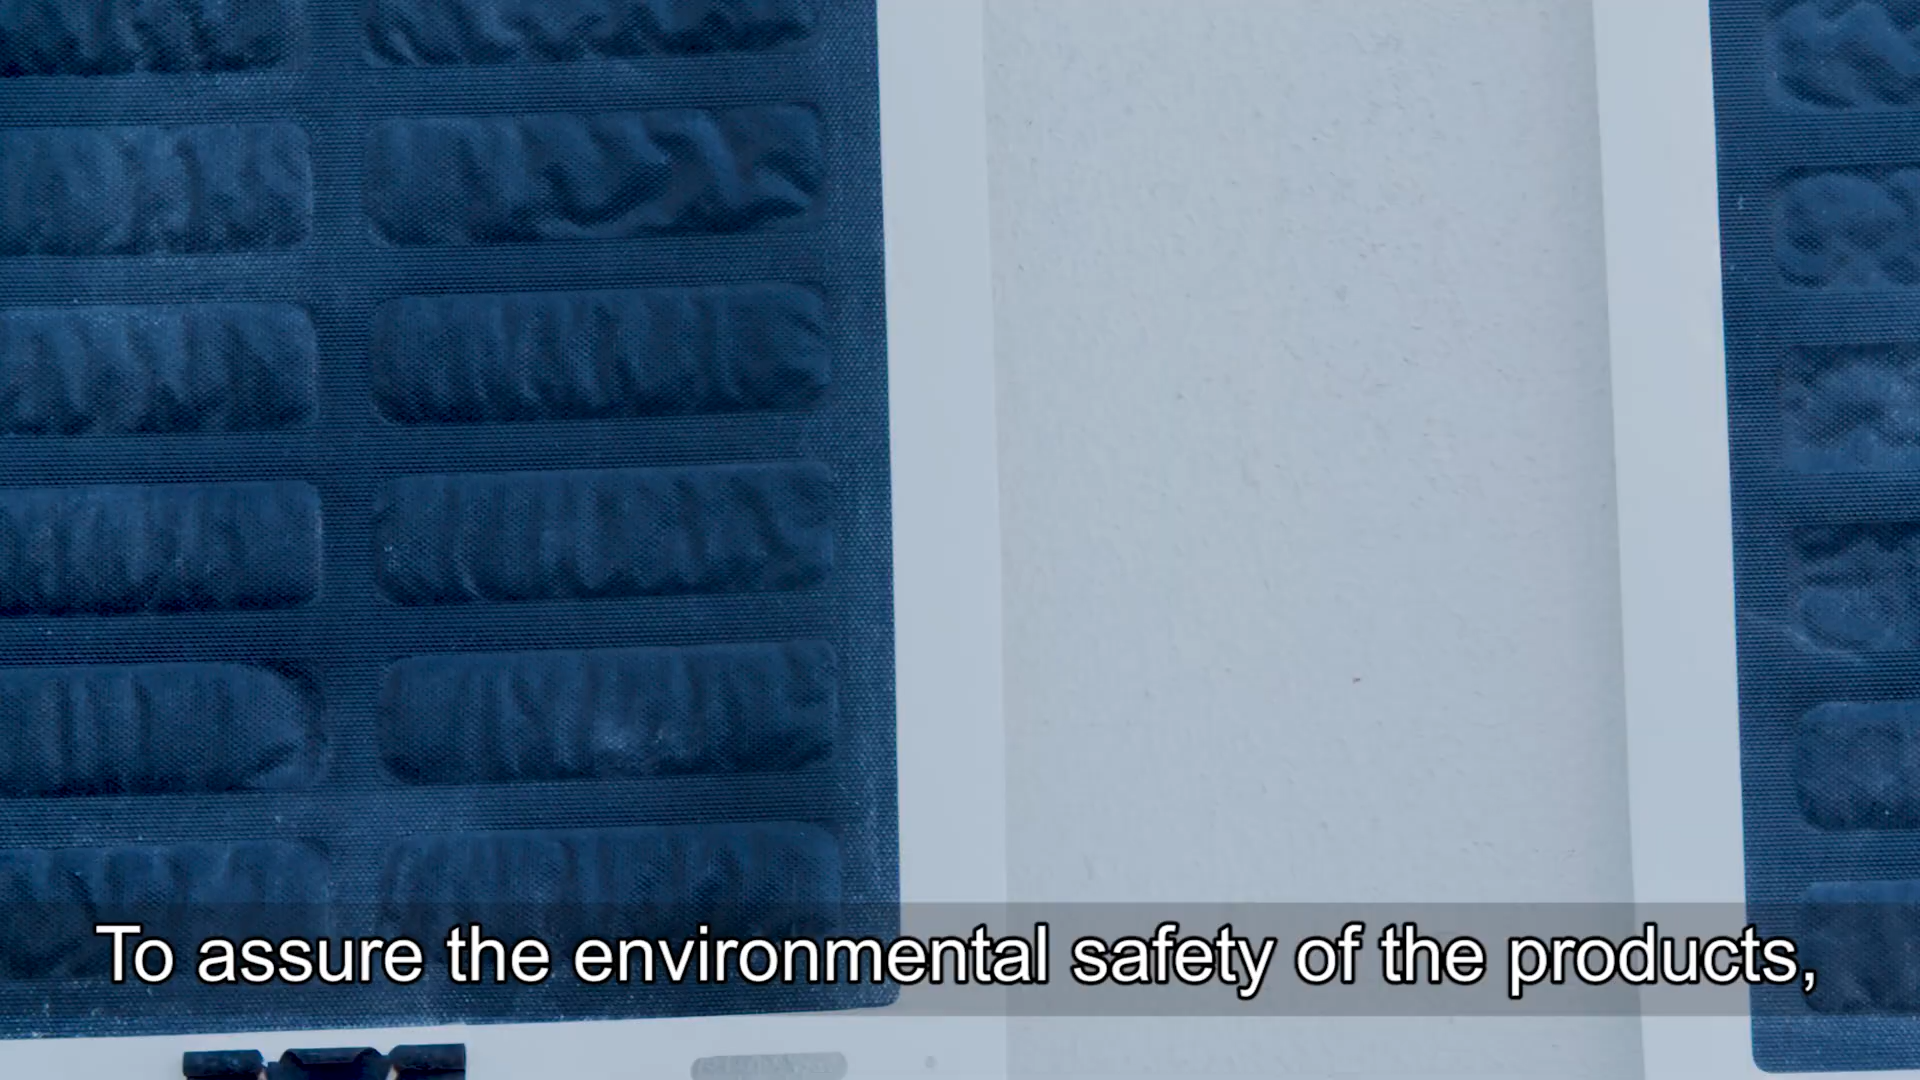 To assure the environmental safety of the products,